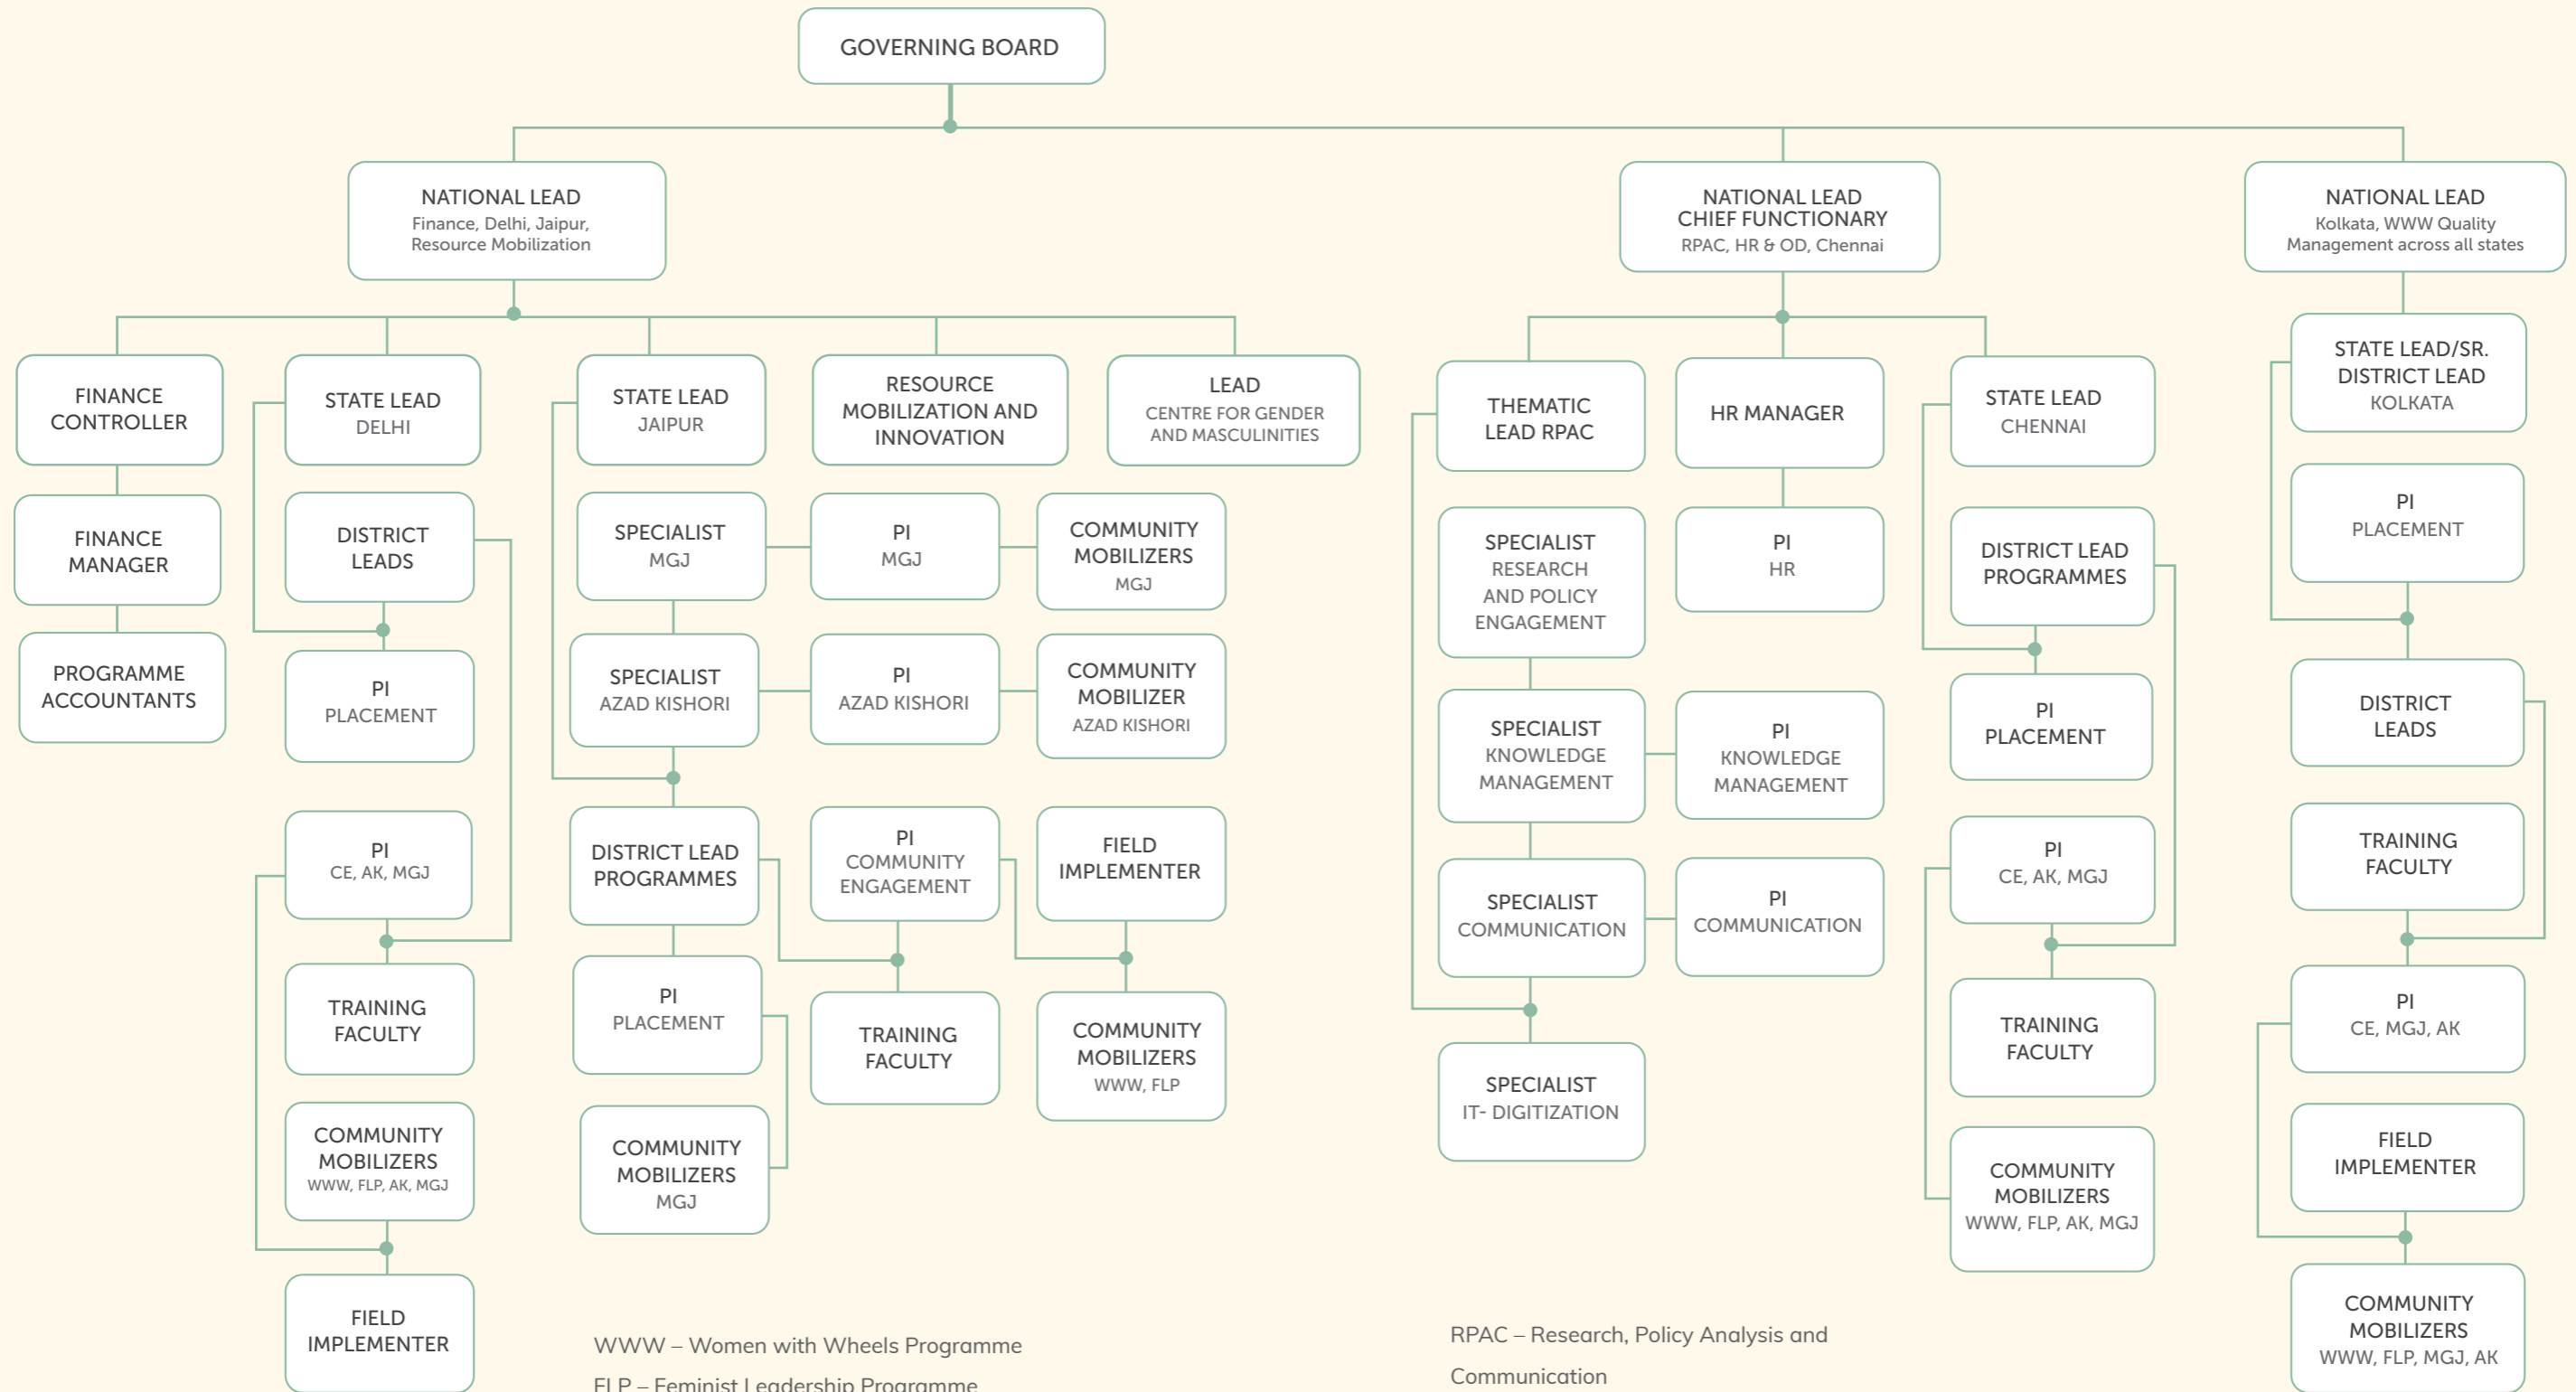 GOVERNING BOARD
NATIONAL LEAD
Finance, Delhi, Jaipur,
Resource Mobilization
NATIONAL LEAD
CHIEF FUNCTIONARY
RPAC, HR & OD, Chennai
NATIONAL LEAD
Kolkata, WWW Quality
Management across all states
FINANCE
CONTROLLER
FINANCE
MANAGER
PROGRAMME
ACCOUNTANTS
STATE LEAD
DELHI
DISTRICT
LEADS
PI
PLACEMENT
PI
CE, AK, MGJ
TRAINING
FACULTY
COMMUNITY
MOBILIZERS
WWW, FLP, AK, MGJ
FIELD
IMPLEMENTER
STATE LEAD
JAIPUR
SPECIALIST
MGJ
PI
MGJ
COMMUNITY
MOBILIZERS
MGJ
SPECIALIST
AZAD KISHORI
PI
AZAD KISHORI
COMMUNITY
MOBILIZER
AZAD KISHORI
DISTRICT LEAD
PROGRAMMES
PI
COMMUNITY
ENGAGEMENT
FIELD
IMPLEMENTER
PI
PLACEMENT
TRAINING
FACULTY
COMMUNITY
MOBILIZERS
WWW, FLP
COMMUNITY
MOBILIZERS
MGJ
RESOURCE
MOBILIZATION AND
INNOVATION
LEAD
CENTRE FOR GENDER
AND MASCULINITIES
THEMATIC
LEAD RPAC
SPECIALIST
RESEARCH
AND POLICY
ENGAGEMENT
SPECIALIST
KNOWLEDGE
MANAGEMENT
PI
KNOWLEDGE
MANAGEMENT
SPECIALIST
COMMUNICATION
PI
COMMUNICATION
SPECIALIST
IT- DIGITIZATION
HR MANAGER
PI
HR
STATE LEAD
CHENNAI
DISTRICT LEAD
PROGRAMMES
PI
PLACEMENT
PI
CE, AK, MGJ
TRAINING
FACULTY
COMMUNITY
MOBILIZERS
WWW, FLP, AK, MGJ
STATE LEAD/SR.
DISTRICT LEAD
KOLKATA
PI
PLACEMENT
DISTRICT
LEADS
TRAINING
FACULTY
PI
CE, MGJ, AK
FIELD
IMPLEMENTER
COMMUNITY
MOBILIZERS
WWW, FLP, MGJ, AK
WWW – Women with Wheels Programme
FLP – Feminist Leadership Programme
RPAC – Research, Policy Analysis and
Communication